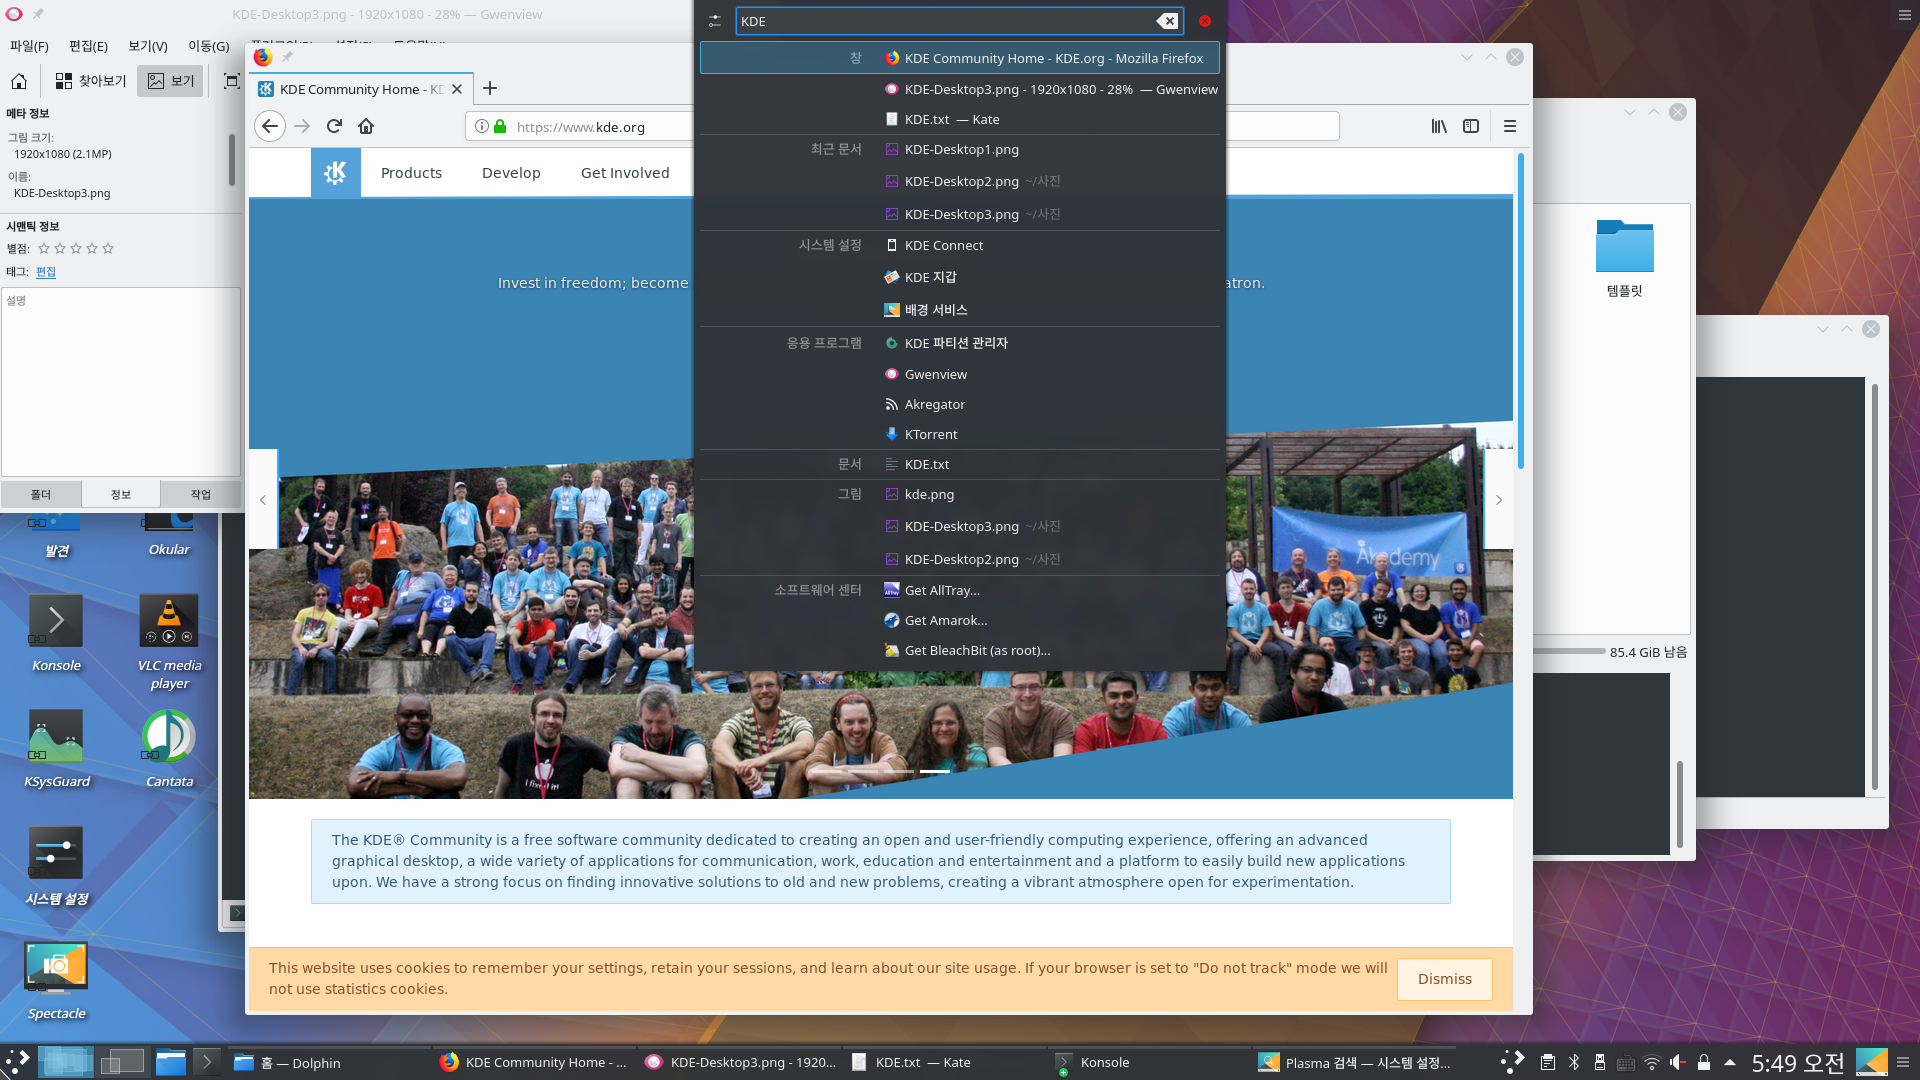 KDE-Desktop3.png - 1920x1080 - 28% — Gwenview
파일(F) 편집(E) 보기(V) 이동(G)
찾아보기 보기
메타 정보
그림 크기:
1920x1080 (2.1MP)
이름:
KDE-Desktop3.png
시맨틱 정보
별점:
태그: 편집
설명
폴더 정보 작업
KDE Community Home - KD
https://www.kde.org
Products Develop Get Involved
Invest in freedom; become
atron.
Akademy
KDE
창 KDE Community Home - KDE.org - Mozilla Firefox
KDE-Desktop3.png - 1920x1080 - 28% — Gwenview
KDE.txt — Kate
최근 문서 KDE-Desktop1.png
KDE-Desktop2.png ~/사진
KDE-Desktop3.png ~/사진
시스템 설정 KDE Connect
KDE 지갑
배경 서비스
응용 프로그램 KDE 파티션 관리자
Gwenview
Akregator
KTorrent
문서 KDE.txt
그림 kde.png
KDE-Desktop3.png ~/사진
KDE-Desktop2.png ~/사진
소프트웨어 센터 Get AllTray...
Get Amarok...
Get BleachBit (as root)...
템플릿
85.4 GiB 남음
발견 Okular
Konsole VLC media player
KSysGuard Cantata
시스템 설정
Spectacle
The KDE® Community is a free software community dedicated to creating an open and user-friendly computing experience, offering an advanced
graphical desktop, a wide variety of applications for communication, work, education and entertainment and a platform to easily build new applications
upon. We have a strong focus on finding innovative solutions to old and new problems, creating a vibrant atmosphere open for experimentation.
This website uses cookies to remember your settings, retain your sessions, and learn about our site usage. If your browser is set to "Do not track" mode we will
not use statistics cookies.
Dismiss
홈 — Dolphin KDE Community Home - ... KDE-Desktop3.png - 1920... KDE.txt — Kate Konsole Plasma 검색 — 시스템 설정... 5:49 오전